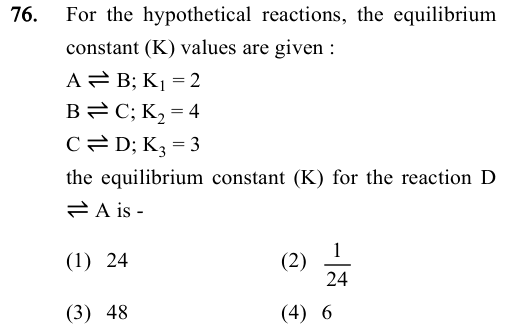 76. For the hypothetical reactions, the equilibrium
constant (K) values are given :
A ⇌ B; K₁ = 2
B ⇌ C; K₂ = 4
C ⇌ D; K₃ = 3
the equilibrium constant (K) for the reaction D
⇌ A is -
(1) 24 (2) 1/24
(3) 48 (4) 6